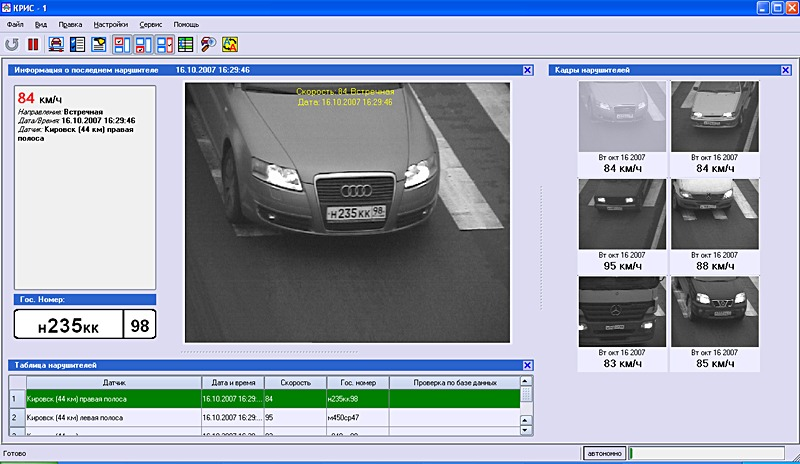 КРИС - 1
Файл Вид Правка Настройки Сервис Помощь
Информация о последнем нарушителе 16.10.2007 16:29:46
84 км/ч
Направление: Встречная
Дата/Время: 16.10.2007 16:29:46
Датчик: Кировск (44 км) правая
полоса
Гос. Номер:
н235кк 98
Скорость: 84, Встречная
Дата: 16.10.2007 16:29:46
н235кк 98
Кадры нарушителей
Вт окт 16 2007
84 км/ч
Вт окт 16 2007
84 км/ч
Вт окт 16 2007
95 км/ч
Вт окт 16 2007
88 км/ч
Вт окт 16 2007
83 км/ч
Вт окт 16 2007
85 км/ч
Таблица нарушителей
Датчик Дата и время Скорость Гос. номер Проверка по базе данных
1 Кировск (44 км) правая полоса 16.10.2007 16:29:... 84 н235кк98
2 Кировск (44 км) левая полоса 16.10.2007 16:29:... 95 м450ср47
Готово
автономно